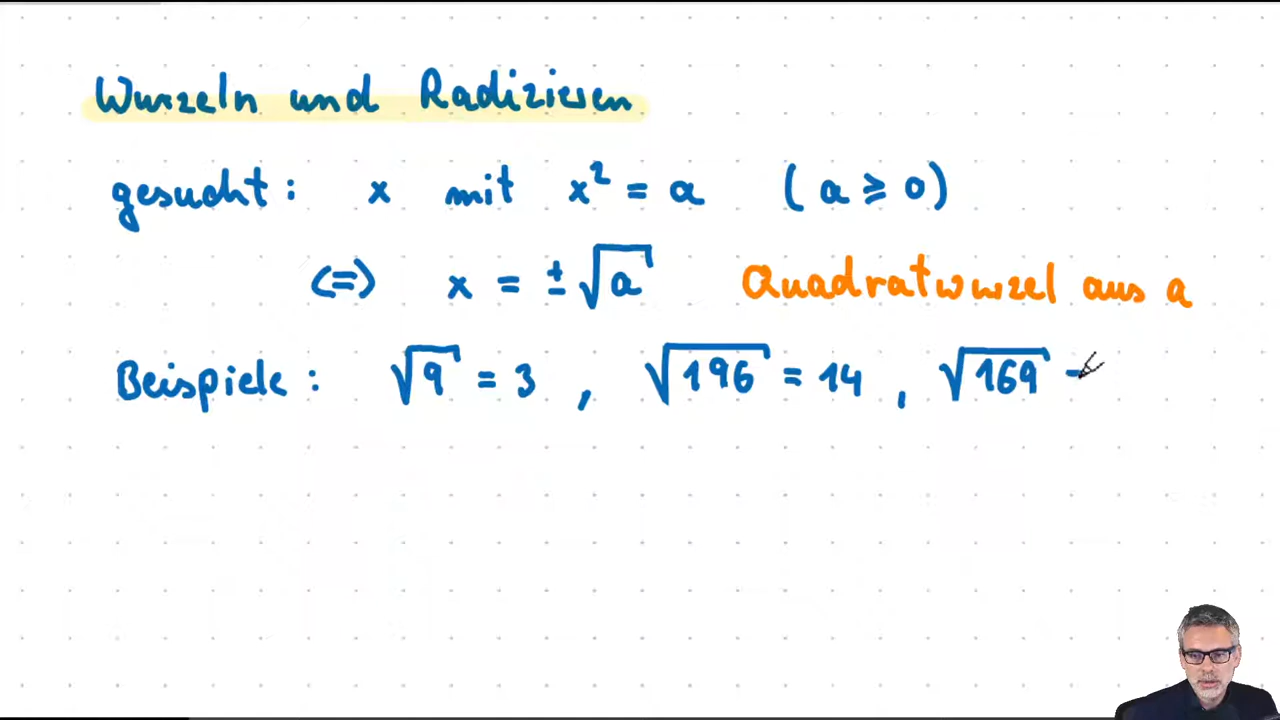 Wurzeln und Radizieren
gesucht: x mit x² = a (a ≥ 0)
<=> x = ±√a Quadratwurzel aus a
Beispiele: √9 = 3, √196 = 14, √169 -